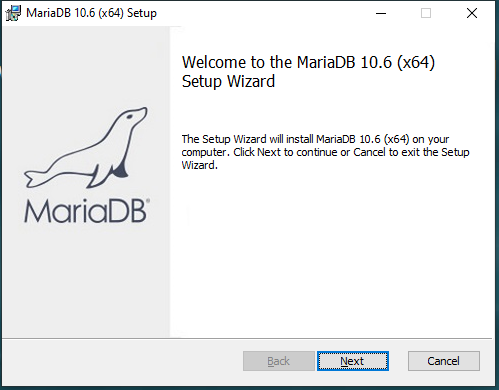 MariaDB 10.6 (x64) Setup
Welcome to the MariaDB 10.6 (x64)
Setup Wizard
The Setup Wizard will install MariaDB 10.6 (x64) on your
computer. Click Next to continue or Cancel to exit the Setup
Wizard.
MariaDB®
Back
Next
Cancel